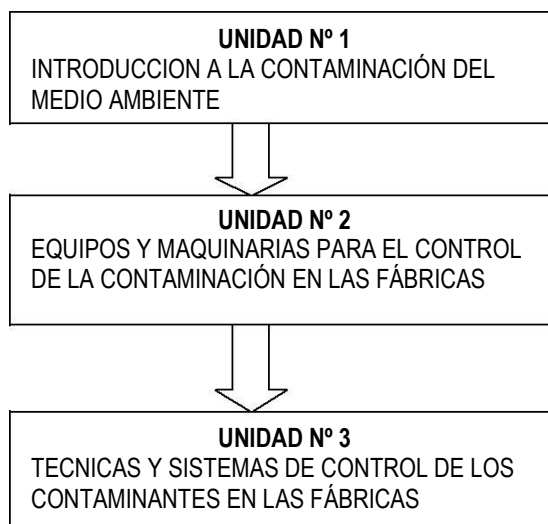 UNIDAD Nº 1
INTRODUCCION A LA CONTAMINACIÓN DEL
MEDIO AMBIENTE
UNIDAD Nº 2
EQUIPOS Y MAQUINARIAS PARA EL CONTROL
DE LA CONTAMINACIÓN EN LAS FÁBRICAS
UNIDAD Nº 3
TECNICAS Y SISTEMAS DE CONTROL DE LOS
CONTAMINANTES EN LAS FÁBRICAS